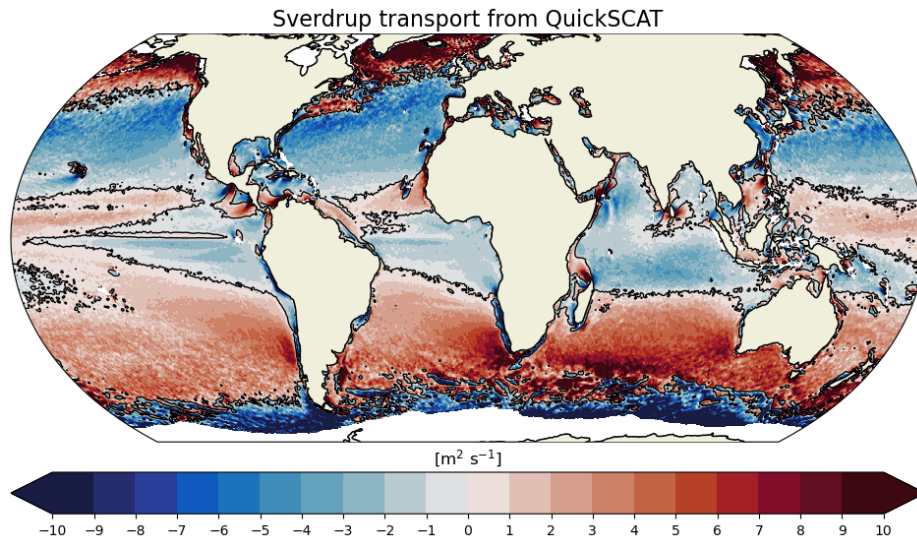 Sverdrup transport from QuickSCAT
[m² s⁻¹]
−10 −9 −8 −7 −6 −5 −4 −3 −2 −1 0 1 2 3 4 5 6 7 8 9 10